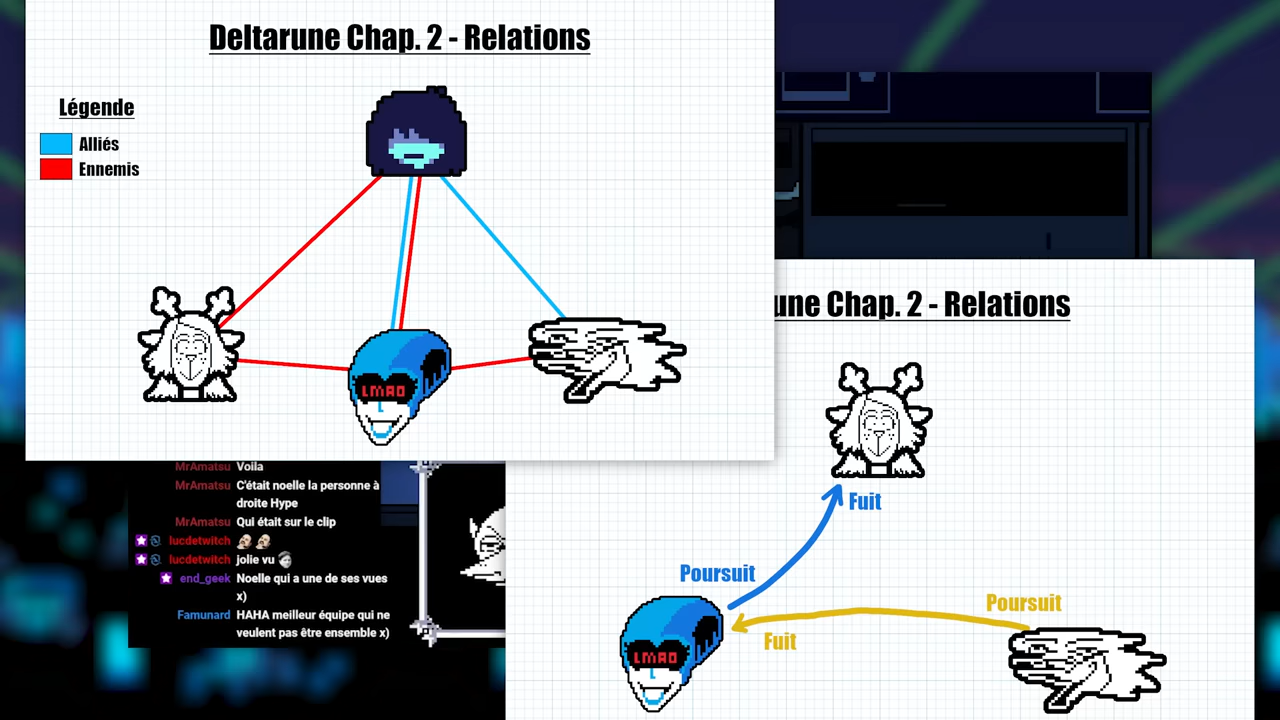 Deltarune Chap. 2 - Relations
Légende
Alliés
Ennemis
LMAO
MrAmatsu Voila
MrAmatsu C'était noelle la personne à
droite Hype
MrAmatsu Qui était sur le clip
lucdetwitch
lucdetwitch jolie vu
end_geek Noelle qui a une de ses vues
x)
Famunard HAHA meilleur équipe qui ne
veulent pas être ensemble x)
une Chap. 2 - Relations
Fuit
Poursuit
Poursuit
Fuit
LMAO